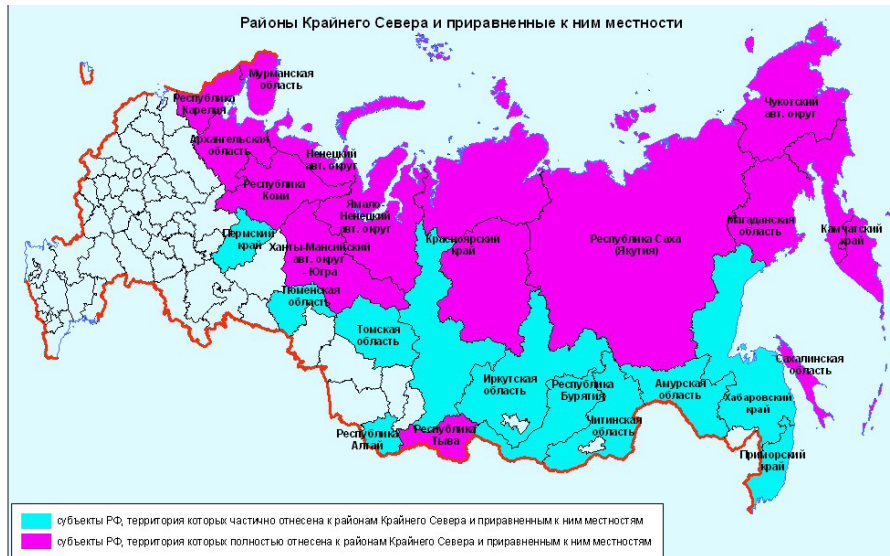 Районы Крайнего Севера и приравненные к ним местности
Мурманская
область
Республика
Карелия
Чукотский
авт. округ
Архангельская
область
Ненецкий
авт. округ
Республика
Коми
Ямало-
Ненецкий
авт. округ
Магаданская
область
Камчатский
край
Пермский
край
Красноярский
край
Республика Саха
(Якутия)
Ханты-Мансийский
авт. округ
- Югра
Тюменская
область
Томская
область
Сахалинская
область
Иркутская
область
Республика
Бурятия
Амурская
область
Хабаровский
край
Читинская
область
Республика
Алтай
Республика
Тыва
Приморский
край
субъекты РФ, территория которых частично отнесена к районам Крайнего Севера и приравненным к ним местностям
субъекты РФ, территория которых полностью отнесена к районам Крайнего Севера и приравненным к ним местностям